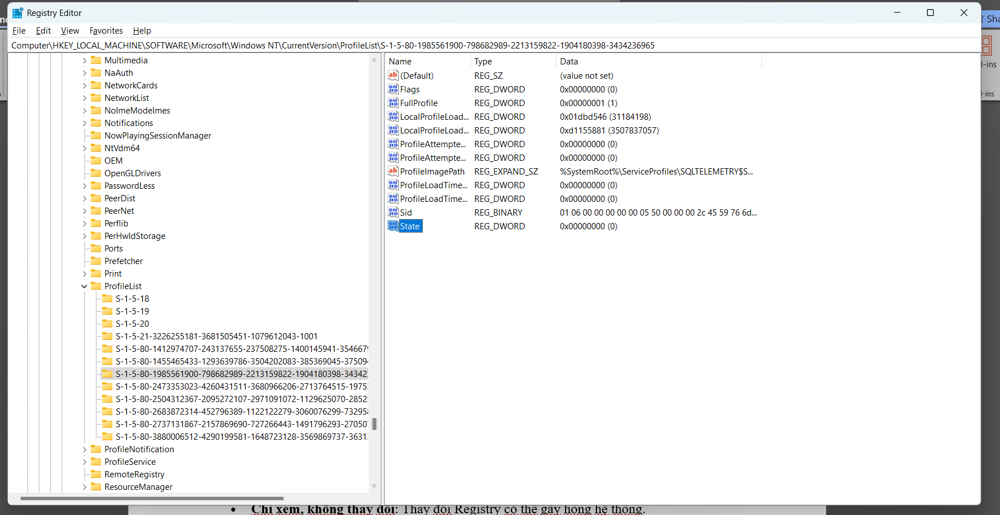 Registry Editor
Sha
File Edit View Favorites Help
Computer\HKEY_LOCAL_MACHINE\SOFTWARE\Microsoft\Windows NT\CurrentVersion\ProfileList\S-1-5-80-1985561900-798682989-2213159822-1904180398-3434236965
Multimedia
NaAuth
NetworkCards
NetworkList
NoImeModeImes
Notifications
NowPlayingSessionManager
NtVdm64
OEM
OpenGLDrivers
PasswordLess
PeerDist
PeerNet
Perflib
PerHwIdStorage
Ports
Prefetcher
Print
ProfileList
S-1-5-18
S-1-5-19
S-1-5-20
S-1-5-21-3226255181-3681505451-1079612043-1001
S-1-5-80-1412974707-243137655-237508275-1400145941-354667
S-1-5-80-1455465433-1293639786-3504202083-385369045-37509
S-1-5-80-1985561900-798682989-2213159822-1904180398-34342
S-1-5-80-2473353023-4260431511-3680966206-2713764515-1975
S-1-5-80-2504312367-2095272107-2971091072-1129625070-2852
S-1-5-80-2683872314-452796389-1122122279-3060076299-73295
S-1-5-80-2737131867-2157869690-727266443-1491796293-27050
S-1-5-80-3880006512-4290199581-1648723128-3569869737-3631
ProfileNotification
ProfileService
RemoteRegistry
ResourceManager
Name Type Data
(Default) REG_SZ (value not set)
Flags REG_DWORD 0x00000000 (0)
FullProfile REG_DWORD 0x00000001 (1)
LocalProfileLoad... REG_DWORD 0x01dbd546 (31184198)
LocalProfileLoad... REG_DWORD 0xd1155881 (3507837057)
ProfileAttempte... REG_DWORD 0x00000000 (0)
ProfileAttempte... REG_DWORD 0x00000000 (0)
ProfileImagePath REG_EXPAND_SZ %SystemRoot%\ServiceProfiles\SQLTELEMETRY$S...
ProfileLoadTime... REG_DWORD 0x00000000 (0)
ProfileLoadTime... REG_DWORD 0x00000000 (0)
Sid REG_BINARY 01 06 00 00 00 00 00 05 50 00 00 00 2c 45 59 76 6d...
State REG_DWORD 0x00000000 (0)
l-ins
l-ins
• Chỉ xem, không thay đổi: Thay đổi Registry có thể gây hỏng hệ thống.